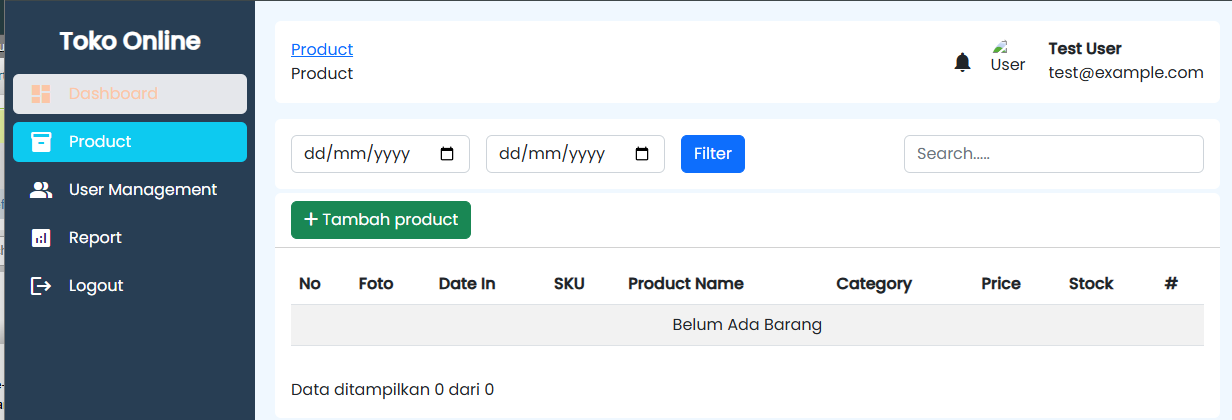 Toko Online
Dashboard
Product
User Management
Report
Logout
Product
Product
User
Test User
test@example.com
dd/mm/yyyy
dd/mm/yyyy
Filter
Search.....
+ Tambah product
No Foto Date In SKU Product Name Category Price Stock #
Belum Ada Barang
Data ditampilkan 0 dari 0